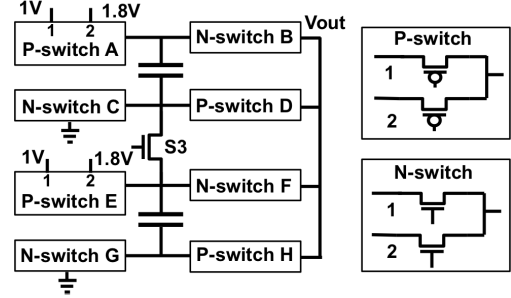 1V 1.8V Vout
1 2
P-switch A
N-switch B
N-switch C
P-switch D
S3
1V 1.8V
1 2
P-switch E
N-switch F
N-switch G
P-switch H
P-switch
1
2
N-switch
1
2